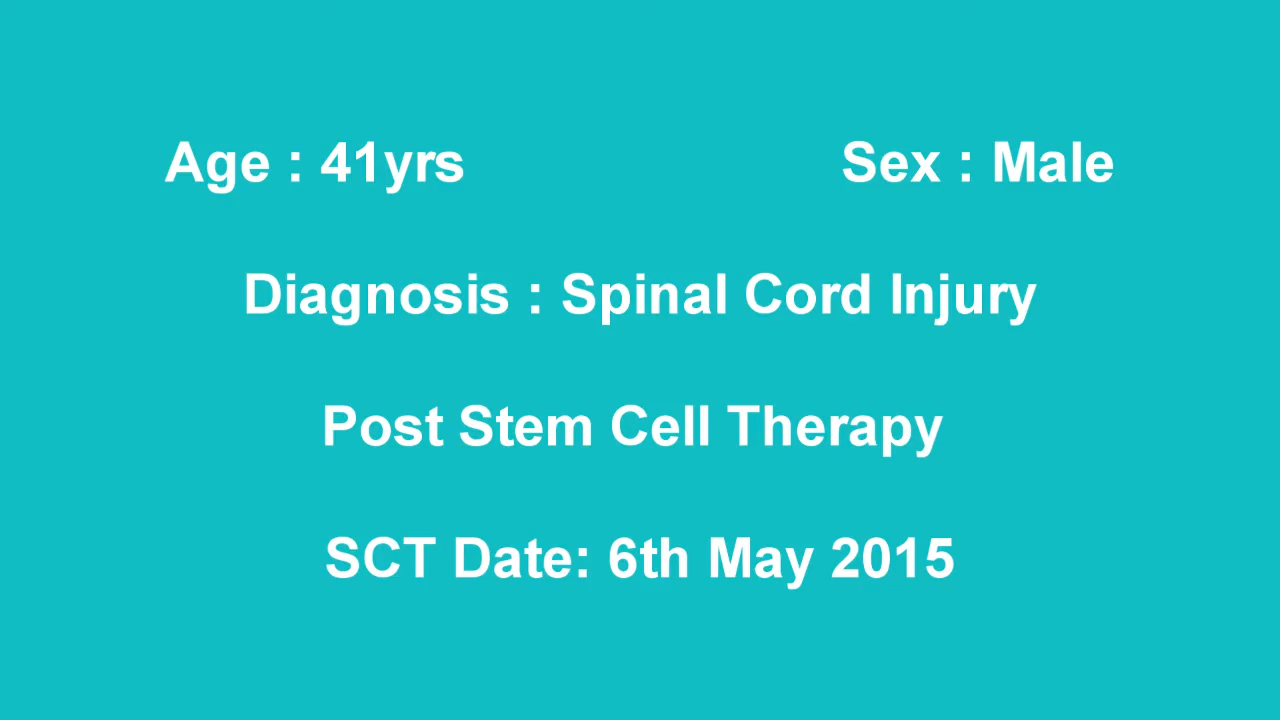 Age : 41yrs Sex : Male
Diagnosis : Spinal Cord Injury
Post Stem Cell Therapy
SCT Date: 6th May 2015